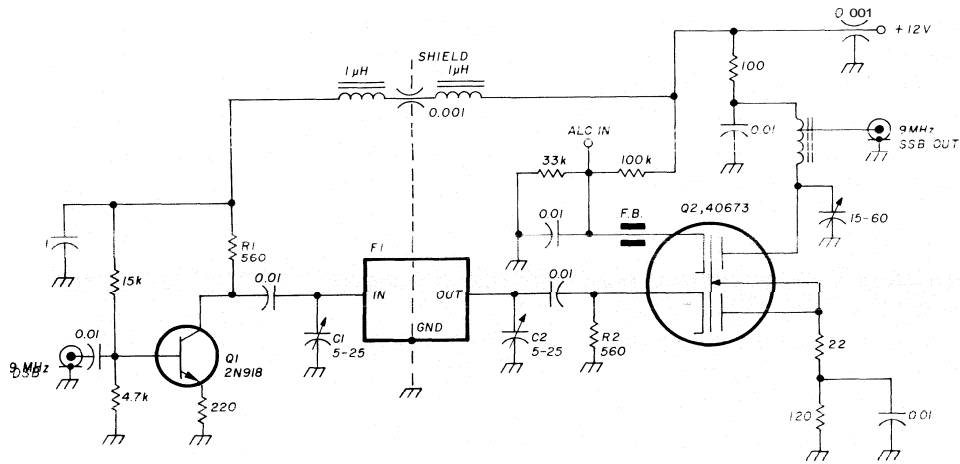 0.001
+12V
SHIELD
1µH
1µH
0.001
100
0.01
9MHz
SSB OUT
ALC IN
33k
100k
0.01
F.B.
Q2, 40673
15-60
1
R1
560
15k
0.01
F1
IN
OUT
GND
0.01
C1
5-25
C2
5-25
R2
560
22
9 MHz
DSB
0.01
Q1
2N918
4.7k
220
120
0.01